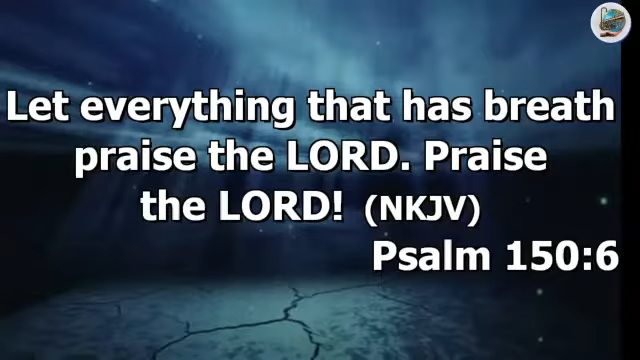 Let everything that has breath
praise the LORD. Praise
the LORD! (NKJV)
Psalm 150:6